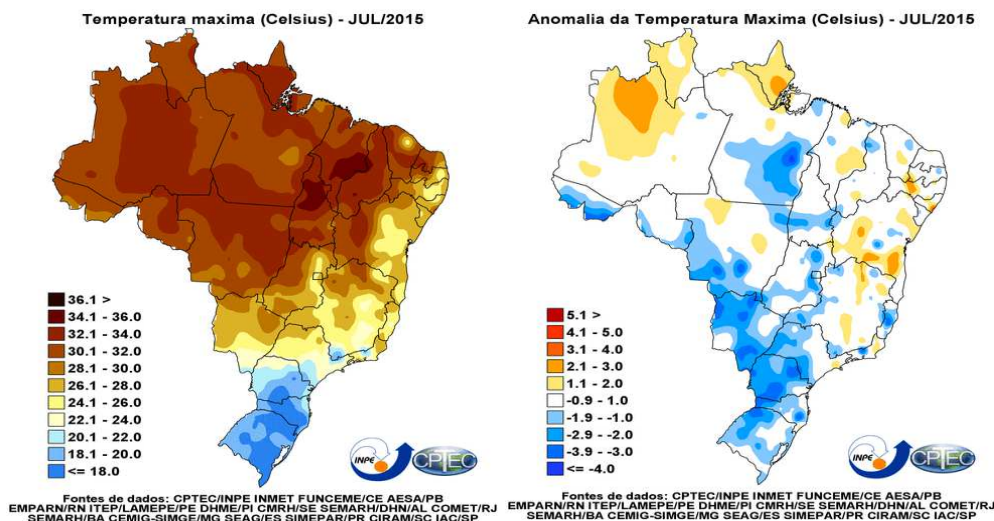 Temperatura maxima (Celsius) - JUL/2015
36.1 >
34.1 - 36.0
32.1 - 34.0
30.1 - 32.0
28.1 - 30.0
26.1 - 28.0
24.1 - 26.0
22.1 - 24.0
20.1 - 22.0
18.1 - 20.0
<= 18.0
INPE
CPTEC
Fontes de dados: CPTEC/INPE INMET FUNCEME/CE AESA/PB
EMPARN/RN ITEP/LAMEPE/PE DHME/PI CMRH/SE SEMARH/DHN/AL COMET/RJ
SEMARH/BA CEMIG-SIMGE/MG SEAG/ES SIMEPAR/PR CIRAM/SC IAC/SP
Anomalia da Temperatura Maxima (Celsius) - JUL/2015
5.1 >
4.1 - 5.0
3.1 - 4.0
2.1 - 3.0
1.1 - 2.0
-0.9 - 1.0
-1.9 - -1.0
-2.9 - -2.0
-3.9 - -3.0
<= -4.0
INPE
CPTEC
Fontes de dados: CPTEC/INPE INMET FUNCEME/CE AESA/PB
EMPARN/RN ITEP/LAMEPE/PE DHME/PI CMRH/SE SEMARH/DHN/AL COMET/RJ
SEMARH/BA CEMIG-SIMGE/MG SEAG/ES SIMEPAR/PR CIRAM/SC IAC/SP